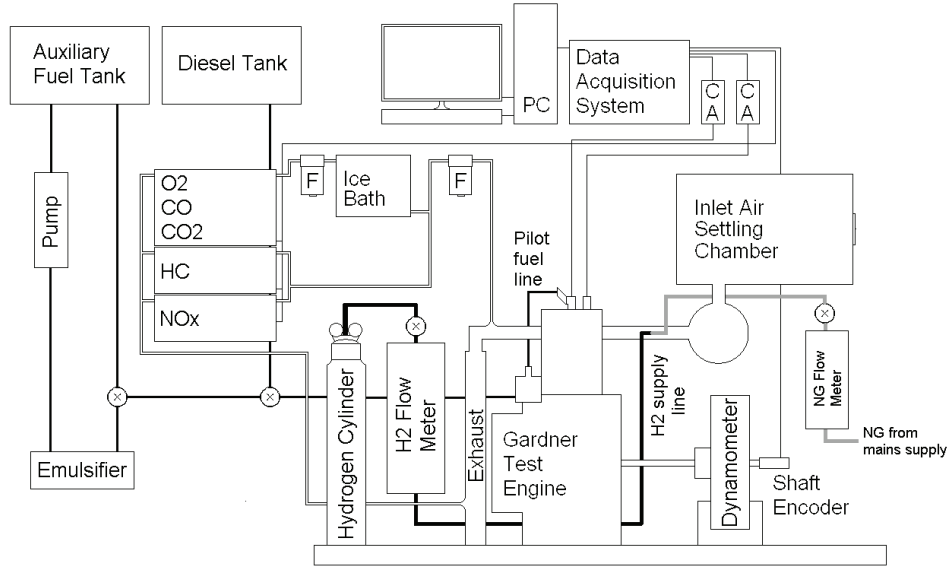 Auxiliary
Fuel Tank
Diesel Tank
PC
Data
Acquisition
System
C
A
C
A
Pump
O2
CO
CO2
HC
NOx
F
Ice
Bath
F
Pilot
fuel
line
Inlet Air
Settling
Chamber
Hydrogen Cylinder
H2 Flow
Meter
Exhaust
Gardner
Test
Engine
H2 supply
line
Dynamometer
NG Flow
Meter
NG from
mains supply
Shaft
Encoder
Emulsifier